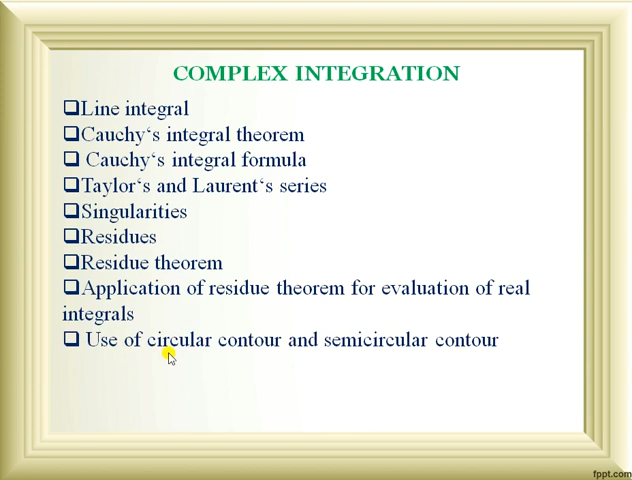 COMPLEX INTEGRATION
❑Line integral
❑Cauchy‘s integral theorem
❑ Cauchy‘s integral formula
❑Taylor‘s and Laurent‘s series
❑Singularities
❑Residues
❑Residue theorem
❑Application of residue theorem for evaluation of real
integrals
❑ Use of circular contour and semicircular contour
fppt.com